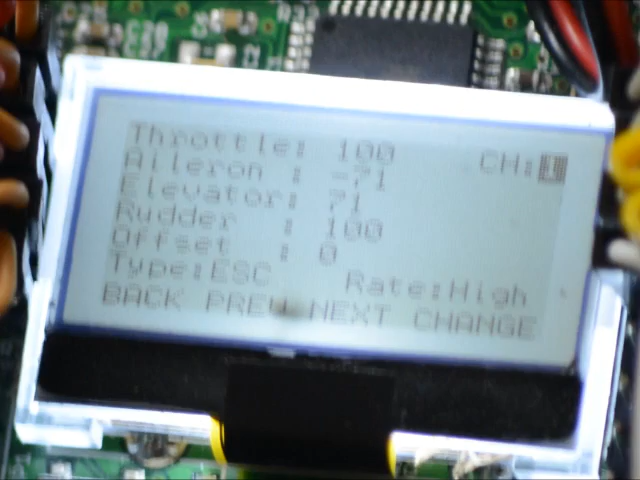 Throttle: 100 CH:1
Aileron : -71
Elevator: 71
Rudder : 100
Offset : 0
Type:ESC Rate:High
BACK PREV NEXT CHANGE